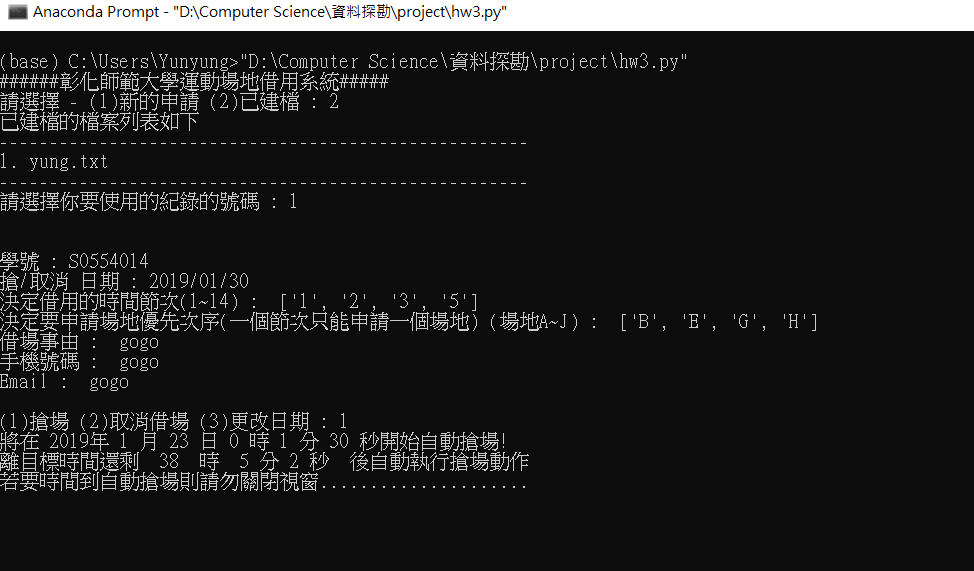 Anaconda Prompt - "D:\Computer Science\資料探勘\project\hw3.py"
(base) C:\Users\Yunyung>"D:\Computer Science\資料探勘\project\hw3.py"
######彰化師範大學運動場地借用系統#####
請選擇 - (1)新的申請 (2)已建檔 : 2
已建檔的檔案列表如下
-----------------------------------------------------
1. yung.txt
-----------------------------------------------------
請選擇你要使用的紀錄的號碼 : 1
學號 : S0554014
搶/取消 日期 : 2019/01/30
決定借用的時間節次(1~14) :  ['1', '2', '3', '5']
決定要申請場地優先次序(一個節次只能申請一個場地) (場地A~J) :  ['B', 'E', 'G', 'H']
借場事由 :  gogo
手機號碼 :  gogo
Email :  gogo
(1)搶場 (2)取消借場 (3)更改日期 : 1
將在 2019年 1 月 23 日 0 時 1 分 30 秒開始自動搶場!
離目標時間還剩  38  時  5 分 2 秒  後自動執行搶場動作
若要時間到自動搶場則請勿關閉視窗.....................